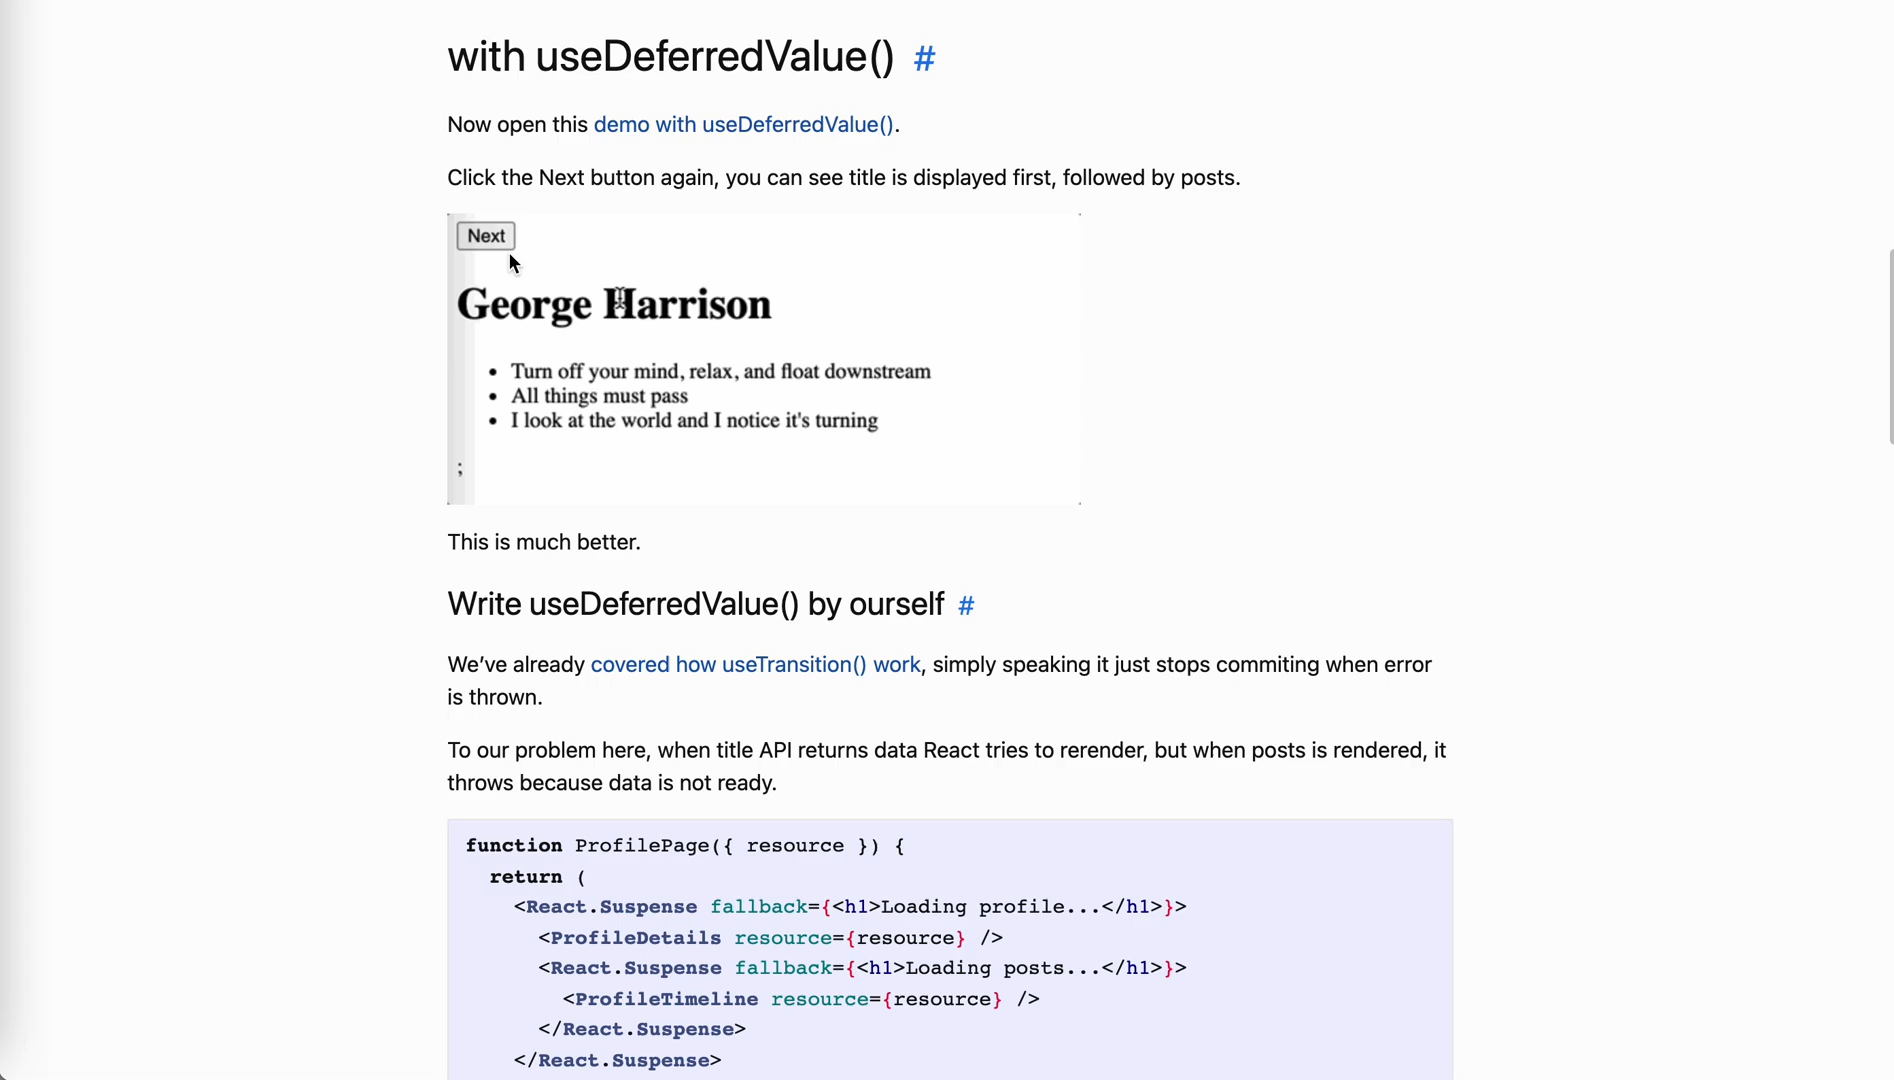 with useDeferredValue() #
Now open this demo with useDeferredValue().
Click the Next button again, you can see title is displayed first, followed by posts.
Next
George Harrison
• Turn off your mind, relax, and float downstream
• All things must pass
• I look at the world and I notice it's turning
;
This is much better.
Write useDeferredValue() by ourself #
We’ve already covered how useTransition() work, simply speaking it just stops commiting when error
is thrown.
To our problem here, when title API returns data React tries to rerender, but when posts is rendered, it
throws because data is not ready.
function ProfilePage({ resource }) {
return (
<React.Suspense fallback={<h1>Loading profile...</h1>}>
<ProfileDetails resource={resource} />
<React.Suspense fallback={<h1>Loading posts...</h1>}>
<ProfileTimeline resource={resource} />
</React.Suspense>
</React.Suspense>